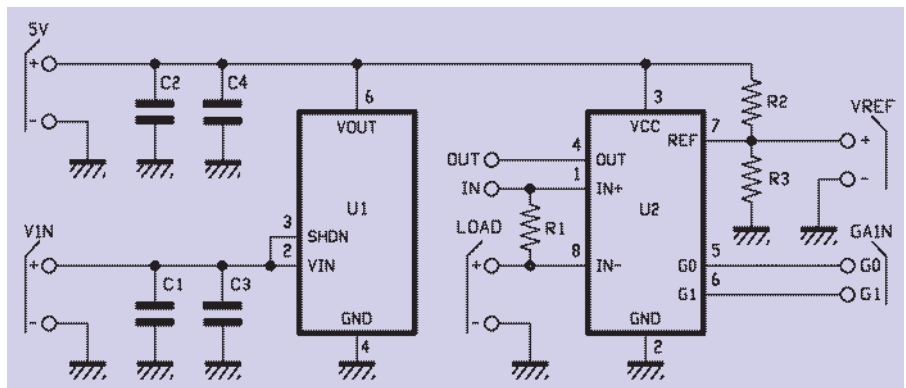 5V
+
-
C2
C4
6
VOUT
U1
3
SHDN
2
VIN
GND
4
VIN
+
-
C1
C3
OUT
IN
LOAD
+
-
R1
3
VCC
4
OUT
1
IN+
U2
8
IN-
7
REF
5
G0
6
G1
GND
2
R2
R3
VREF
+
-
GAIN
G0
G1